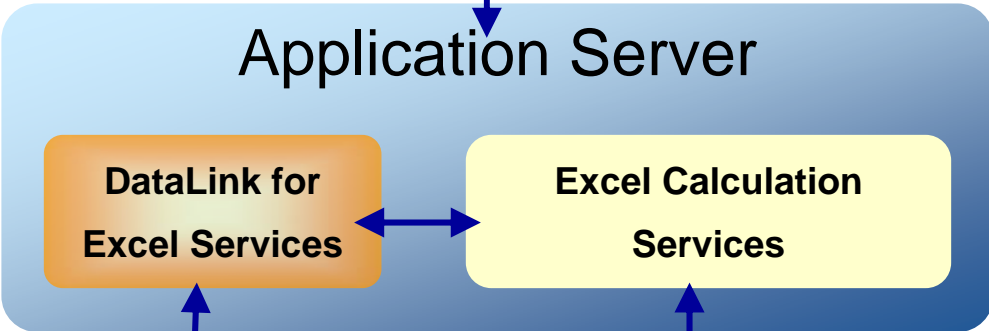 Application Server
DataLink for
Excel Services
Excel Calculation
Services